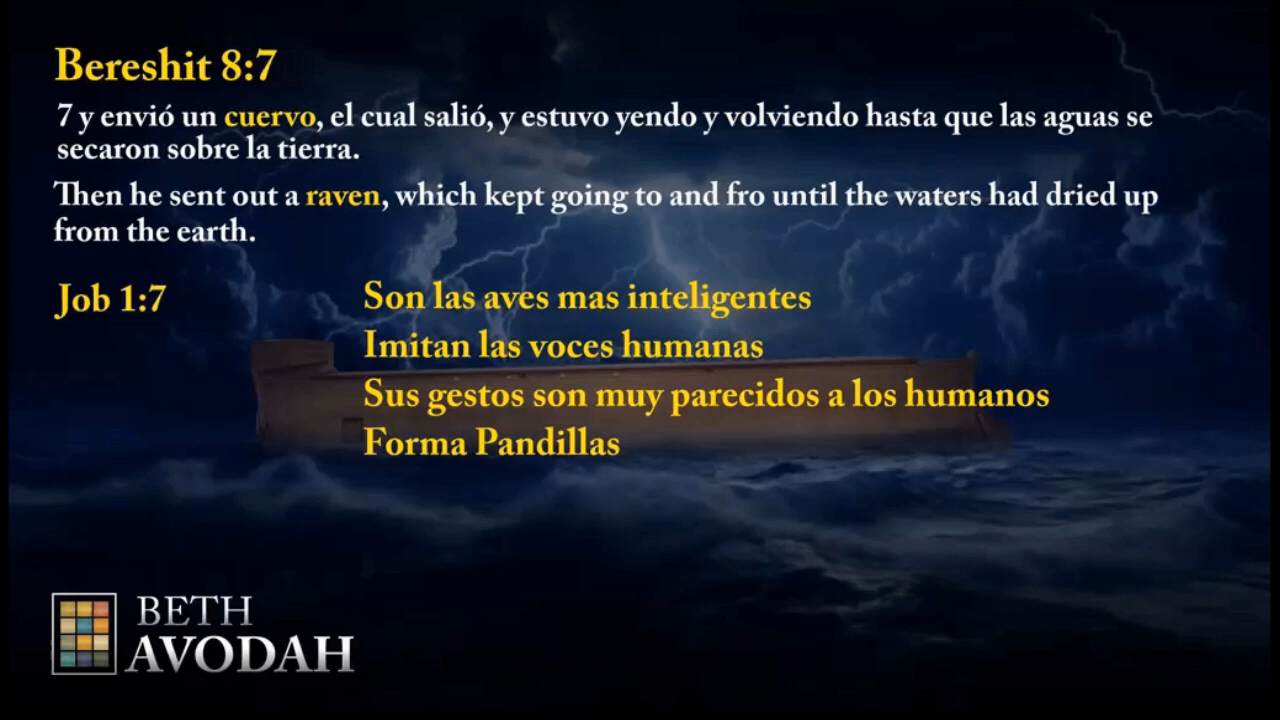 Bereshit 8:7
7 y envió un cuervo, el cual salió, y estuvo yendo y volviendo hasta que las aguas se
secaron sobre la tierra.
Then he sent out a raven, which kept going to and fro until the waters had dried up
from the earth.
Job 1:7
Son las aves mas inteligentes
Imitan las voces humanas
Sus gestos son muy parecidos a los humanos
Forma Pandillas
BETH
AVODAH